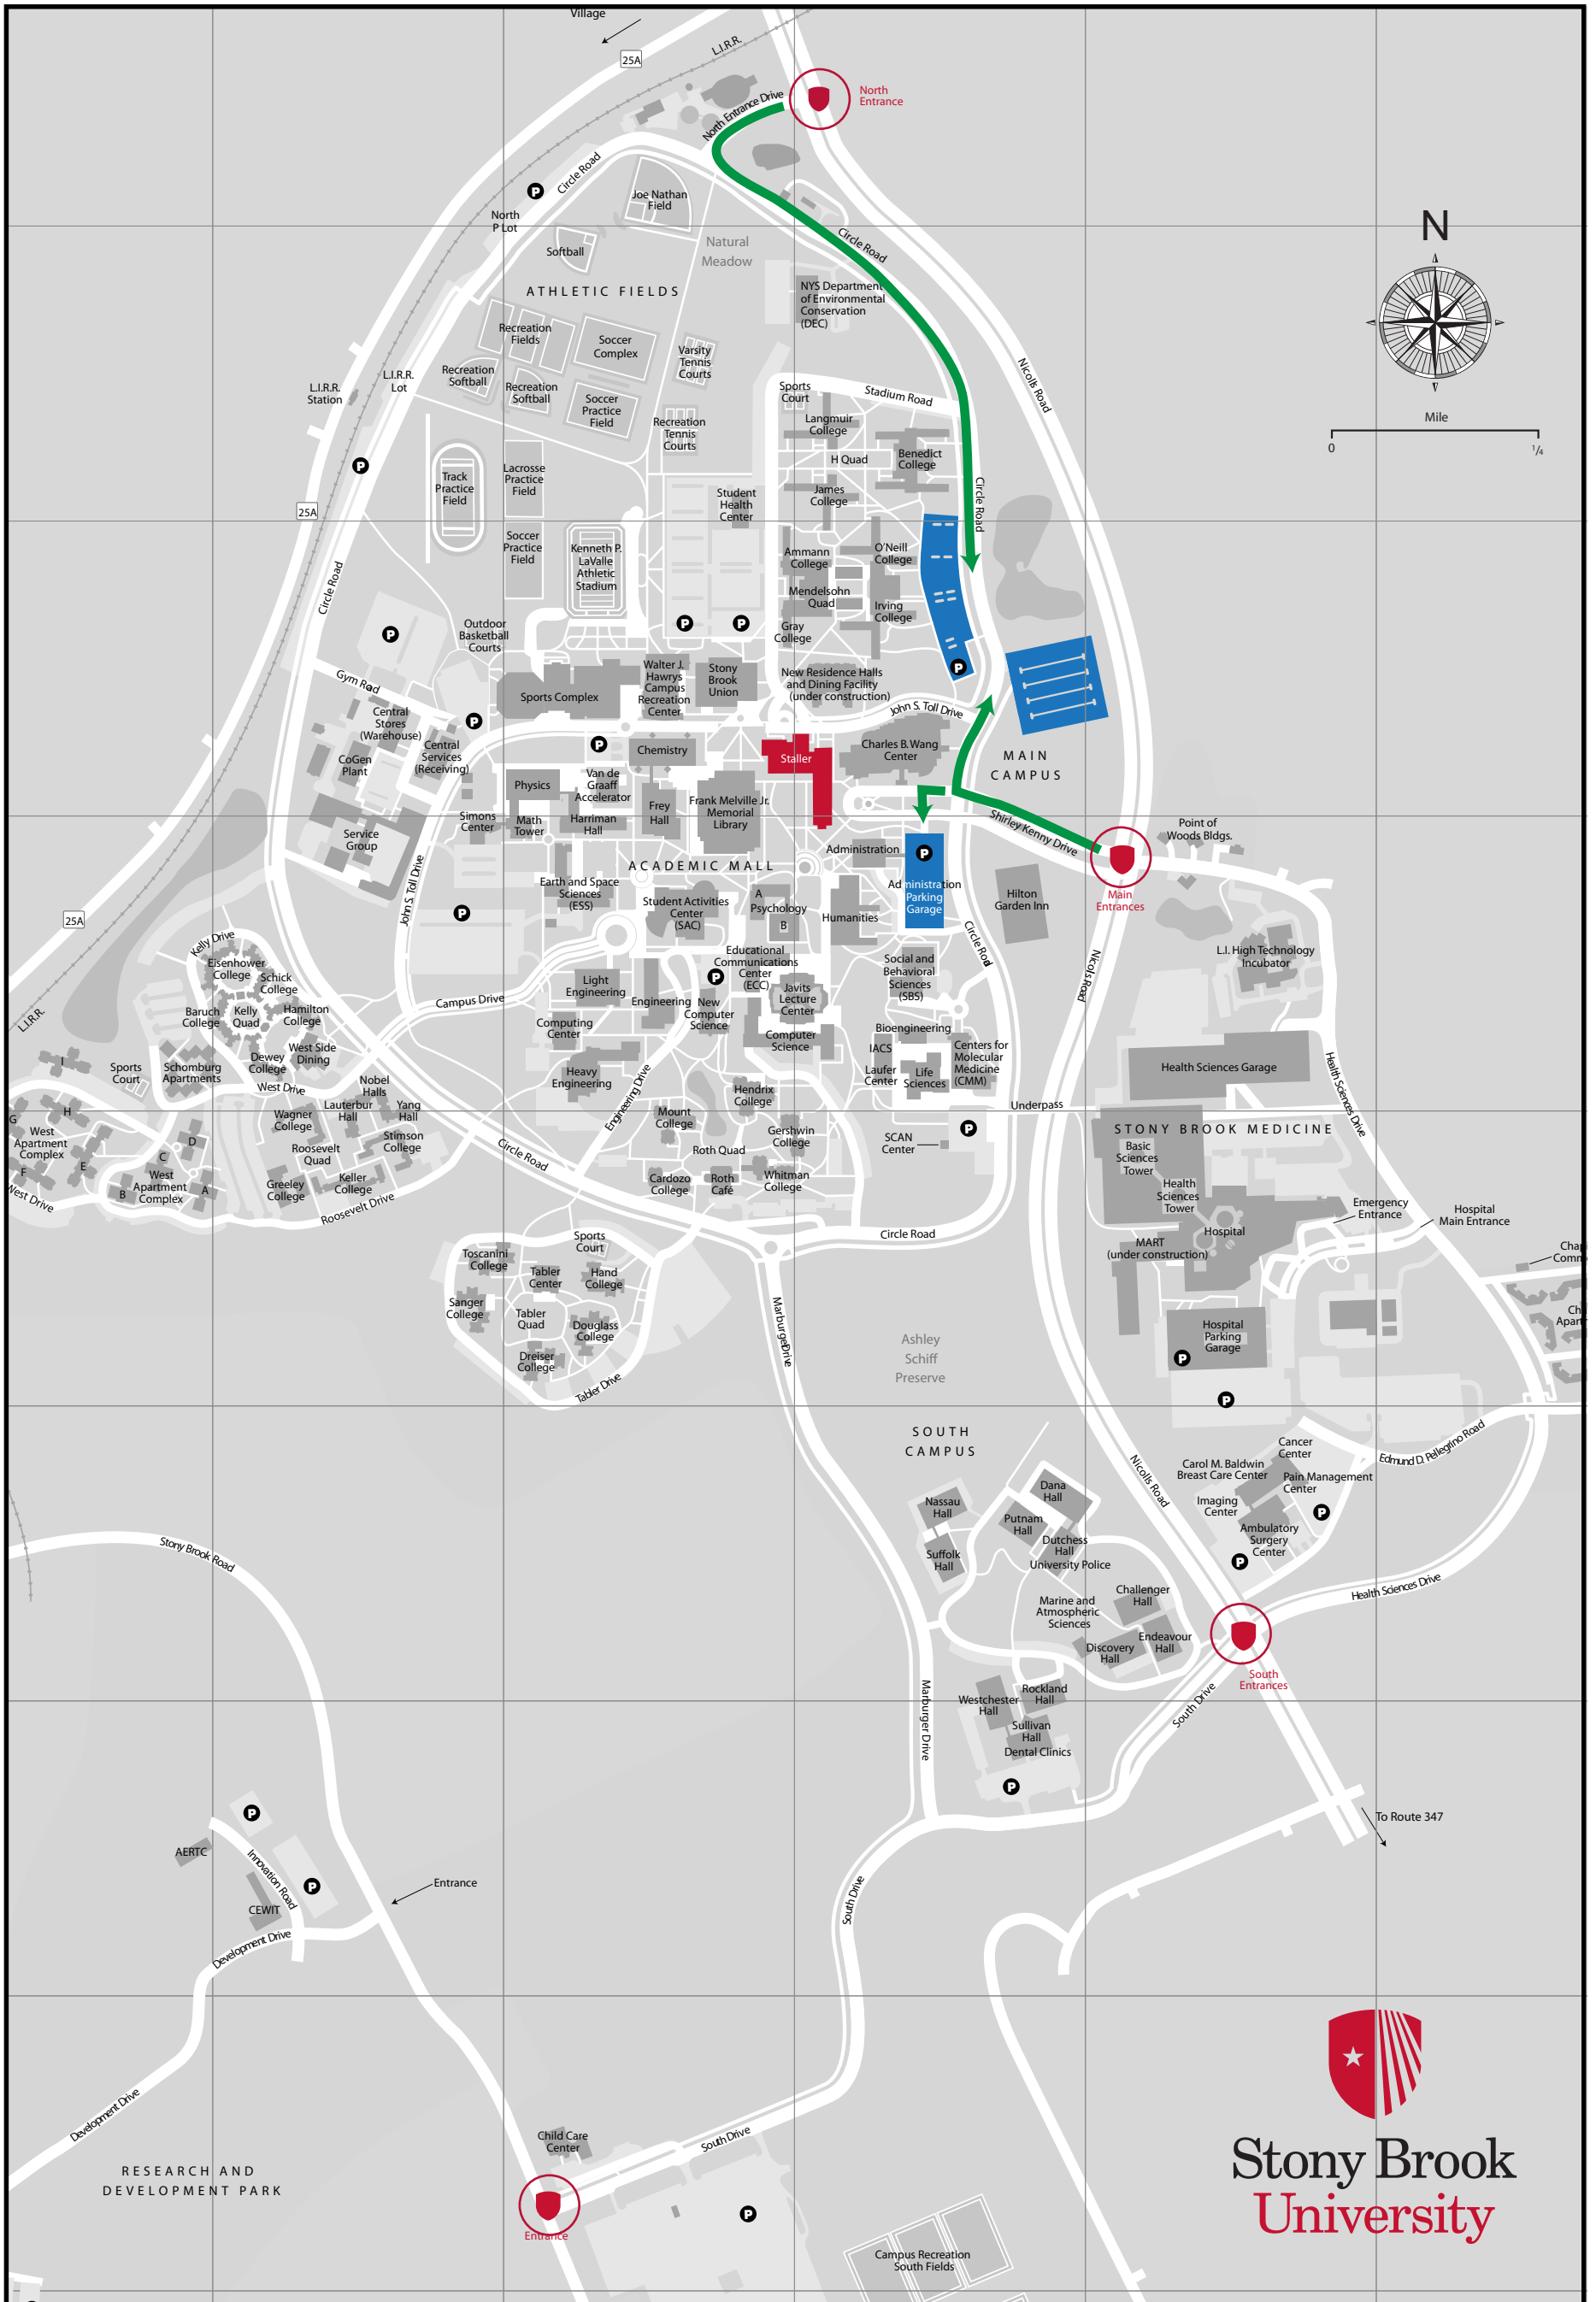 Village
25A
L.I.R.R.
North
Entrance
North Entrance Drive
Circle Road
P
North
P Lot
Joe Nathan
Field
Softball
Natural
Meadow
Circle Road
N
ATHLETIC FIELDS
NYS Department
of Environmental
Conservation
(DEC)
Recreation
Fields
Soccer
Complex
Varsity
Tennis
Courts
Recreation
Softball
Recreation
Softball
Soccer
Practice
Field
L.I.R.R.
Lot
L.I.R.R.
Station
Nicolls Road
Sports
Court
Stadium Road
Mile
0
1/4
Langmuir
College
Recreation
Tennis
Courts
H Quad
Benedict
College
P
Track
Practice
Field
Lacrosse
Practice
Field
James
College
Student
Health
Center
Circle Road
25A
Soccer
Practice
Field
Kenneth P.
LaValle
Athletic
Stadium
Ammann
College
O'Neill
College
Mendelsohn
Quad
Irving
College
Gray
College
Circle Road
P
Outdoor
Basketball
Courts
P
P
P
Gym Road
Sports Complex
Walter J.
Hawrys
Campus
Recreation
Center
Stony
Brook
Union
New Residence Halls
and Dining Facility
(under construction)
John S. Toll Drive
Central
Stores
(Warehouse)
P
Central
Services
(Receiving)
CoGen
Plant
P
Chemistry
Staller
Charles B. Wang
Center
MAIN
CAMPUS
Physics
Van de
Graaff
Accelerator
Frey
Hall
Frank Melville Jr.
Memorial
Library
Simons
Center
Math
Tower
Harriman
Hall
Shirley Kenny Drive
Point of
Woods Bldgs.
Service
Group
ACADEMIC MALL
Administration
P
Administration
Parking
Garage
Main
Entrances
Hilton
Garden Inn
John S. Toll Drive
Earth and Space
Sciences
(ESS)
Student Activities
Center
(SAC)
A
Psychology
B
Humanities
P
25A
Circle Road
Nicolls Road
L.I. High Technology
Incubator
Kelly Drive
Eisenhower
College
Schick
College
Educational
Communications
Center
(ECC)
Social and
Behavioral
Sciences
(SBS)
P
Light
Engineering
Engineering
New
Computer
Science
Javits
Lecture
Center
Campus Drive
Baruch
College
Kelly
Quad
Hamilton
College
L.I.R.R.
Computing
Center
Computer
Science
Bioengineering
IACS
Centers for
Molecular
Medicine
(CMM)
Laufer
Center
Life
Sciences
Health Sciences Garage
Health Sciences Drive
Dewey
College
West Side
Dining
I
Sports
Court
Schomburg
Apartments
West Drive
Nobel
Halls
Heavy
Engineering
Engineering Drive
Hendrix
College
Underpass
G
H
Wagner
College
Lauterbur
Hall
Yang
Hall
Mount
College
Gershwin
College
P
SCAN
Center
STONY BROOK MEDICINE
West
Apartment
Complex
D
Stimson
College
Roosevelt
Quad
Roth Quad
Basic
Sciences
Tower
F
E
C
West
Apartment
Complex
B
A
Greeley
College
Keller
College
Circle Road
Cardozo
College
Roth
Café
Whitman
College
Health
Sciences
Tower
Hospital
Emergency
Entrance
Hospital
Main Entrance
West Drive
Roosevelt Drive
Circle Road
MART
(under construction)
Toscanini
College
Sports
Court
Tabler
Center
Hand
College
Sanger
College
Tabler
Quad
Douglass
College
Dreiser
College
Tabler Drive
Marburger Drive
Ashley
Schiff
Preserve
Hospital
Parking
Garage
P
P
SOUTH
CAMPUS
Nicolls Road
Cancer
Center
Edmund D. Pellegrino Road
Carol M. Baldwin
Breast Care Center
Pain Management
Center
Imaging
Center
P
Ambulatory
Surgery
Center
P
Nassau
Hall
Dana
Hall
Putnam
Hall
Dutchess
Hall
University Police
Suffolk
Hall
Stony Brook Road
Health Sciences Drive
Challenger
Hall
Marine and
Atmospheric
Sciences
Endeavour
Hall
Discovery
Hall
South
Entrances
Marburger Drive
Westchester
Hall
Rockland
Hall
Sullivan
Hall
Dental Clinics
South Drive
P
To Route 347
P
AERTC
Innovation Road
P
Entrance
CEWIT
Development Drive
South Drive
Development Drive
Child Care
Center
South Drive
RESEARCH AND
DEVELOPMENT PARK
Entrance
P
Campus Recreation
South Fields
Stony Brook
University